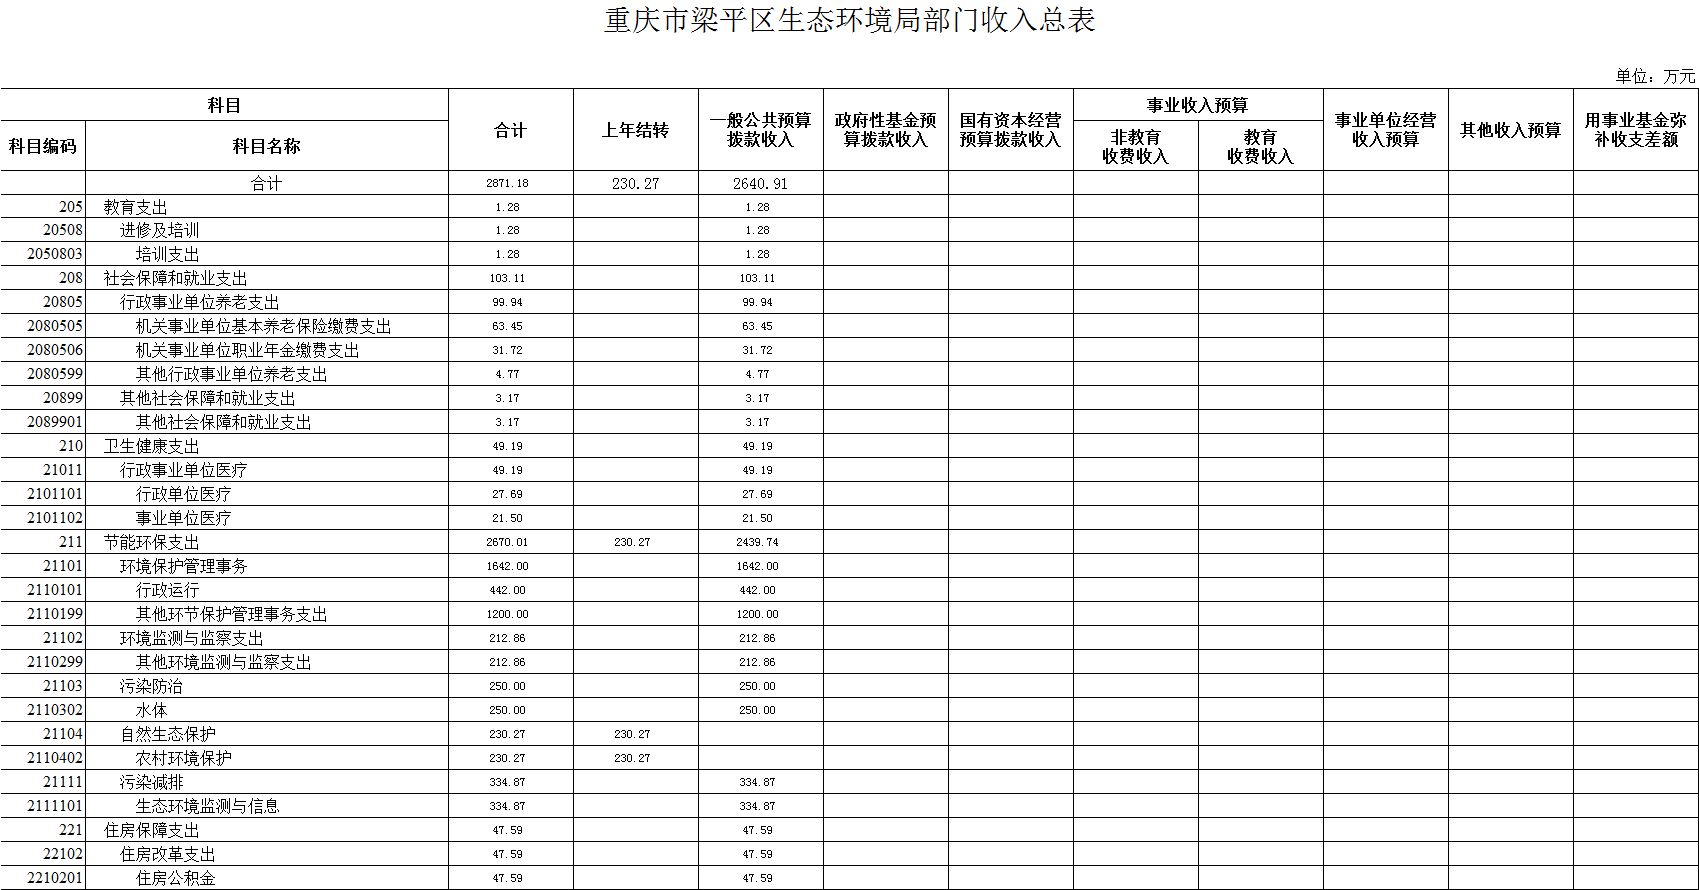 重庆市梁平区生态环境局部门收入总表
单位：万元
科目 合计 上年结转 一般公共预算拨款收入 政府性基金预算拨款收入 国有资本经营预算拨款收入 事业收入预算 事业单位经营收入预算 其他收入预算 用事业基金弥补收支差额
科目编码 科目名称 非教育收费收入 教育收费收入
合计 2871.18 230.27 2640.91
205 教育支出 1.28 1.28
20508 进修及培训 1.28 1.28
2050803 培训支出 1.28 1.28
208 社会保障和就业支出 103.11 103.11
20805 行政事业单位养老支出 99.94 99.94
2080505 机关事业单位基本养老保险缴费支出 63.45 63.45
2080506 机关事业单位职业年金缴费支出 31.72 31.72
2080599 其他行政事业单位养老支出 4.77 4.77
20899 其他社会保障和就业支出 3.17 3.17
2089901 其他社会保障和就业支出 3.17 3.17
210 卫生健康支出 49.19 49.19
21011 行政事业单位医疗 49.19 49.19
2101101 行政单位医疗 27.69 27.69
2101102 事业单位医疗 21.50 21.50
211 节能环保支出 2670.01 230.27 2439.74
21101 环境保护管理事务 1642.00 1642.00
2110101 行政运行 442.00 442.00
2110199 其他环节保护管理事务支出 1200.00 1200.00
21102 环境监测与监察支出 212.86 212.86
2110299 其他环境监测与监察支出 212.86 212.86
21103 污染防治 250.00 250.00
2110302 水体 250.00 250.00
21104 自然生态保护 230.27 230.27
2110402 农村环境保护 230.27 230.27
21111 污染减排 334.87 334.87
2111101 生态环境监测与信息 334.87 334.87
221 住房保障支出 47.59 47.59
22102 住房改革支出 47.59 47.59
2210201 住房公积金 47.59 47.59